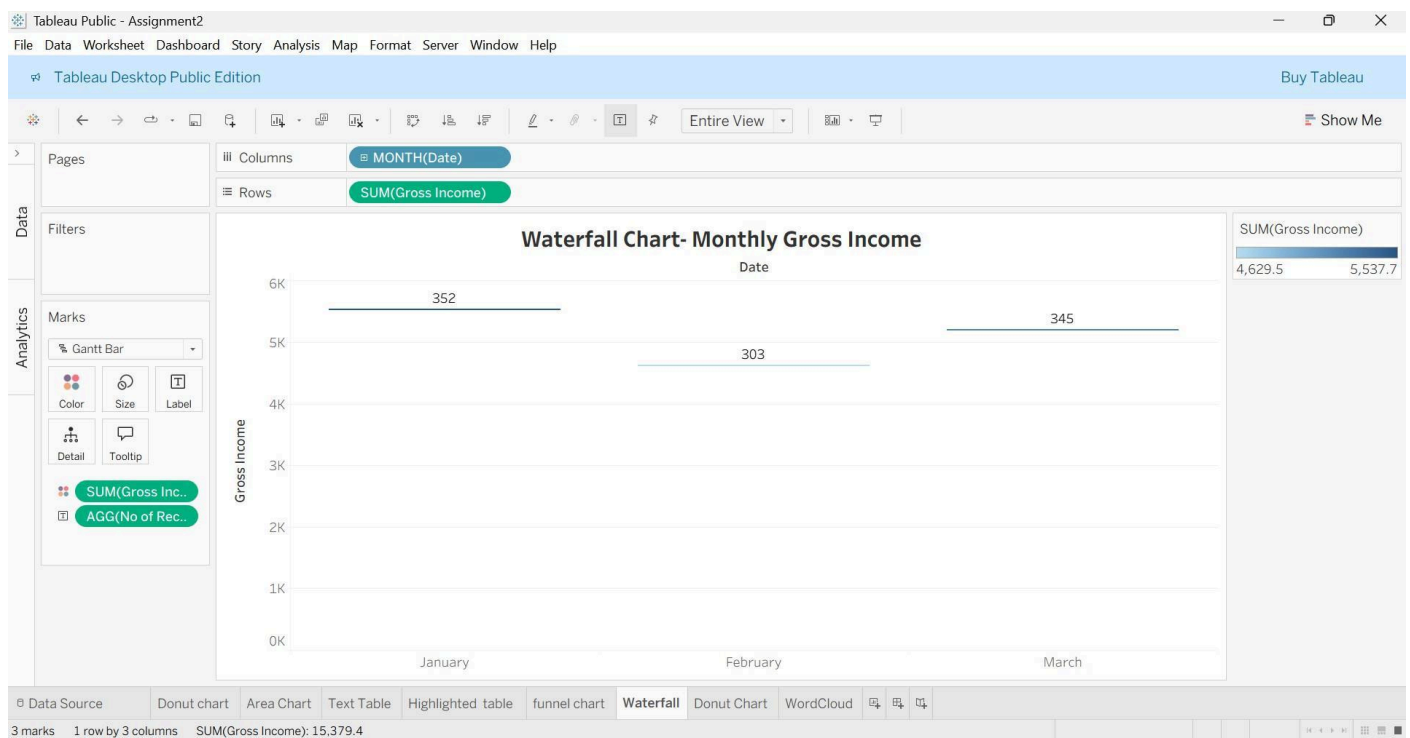 Tableau Public - Assignment2
File Data Worksheet Dashboard Story Analysis Map Format Server Window Help
Tableau Desktop Public Edition
Buy Tableau
Entire View
Show Me
Pages
Columns
MONTH(Date)
Rows
SUM(Gross Income)
Data
Analytics
Filters
Marks
Gantt Bar
Color Size Label
Detail Tooltip
SUM(Gross Inc..
AGG(No of Rec..
Waterfall Chart- Monthly Gross Income
Date
Gross Income
6K
5K
4K
3K
2K
1K
0K
352
303
345
January February March
SUM(Gross Income)
4,629.5 5,537.7
Data Source Donut chart Area Chart Text Table Highlighted table funnel chart Waterfall Donut Chart WordCloud
3 marks 1 row by 3 columns SUM(Gross Income): 15,379.4